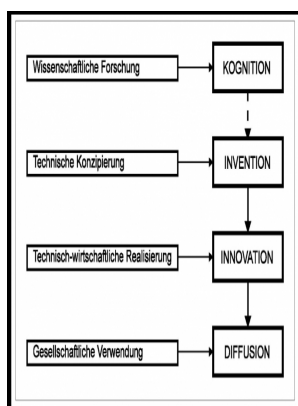 Wissenschaftliche Forschung
KOGNITION
Technische Konzipierung
INVENTION
Technisch-wirtschaftliche Realisierung
INNOVATION
Gesellschaftliche Verwendung
DIFFUSION